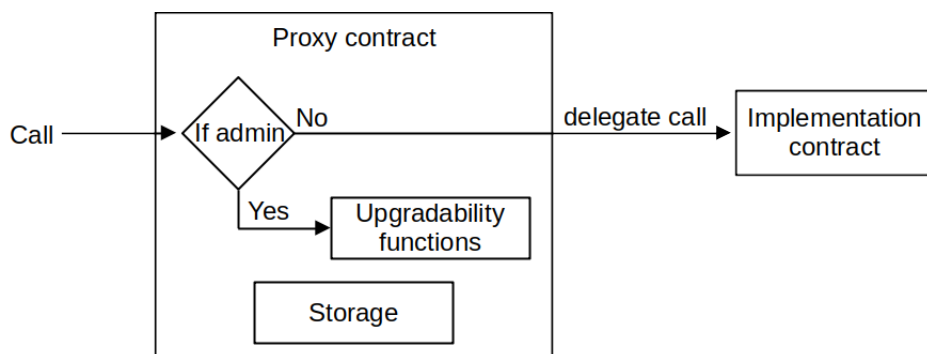 Proxy contract
Call
If admin
No
delegate call
Implementation
contract
Yes
Upgradability
functions
Storage